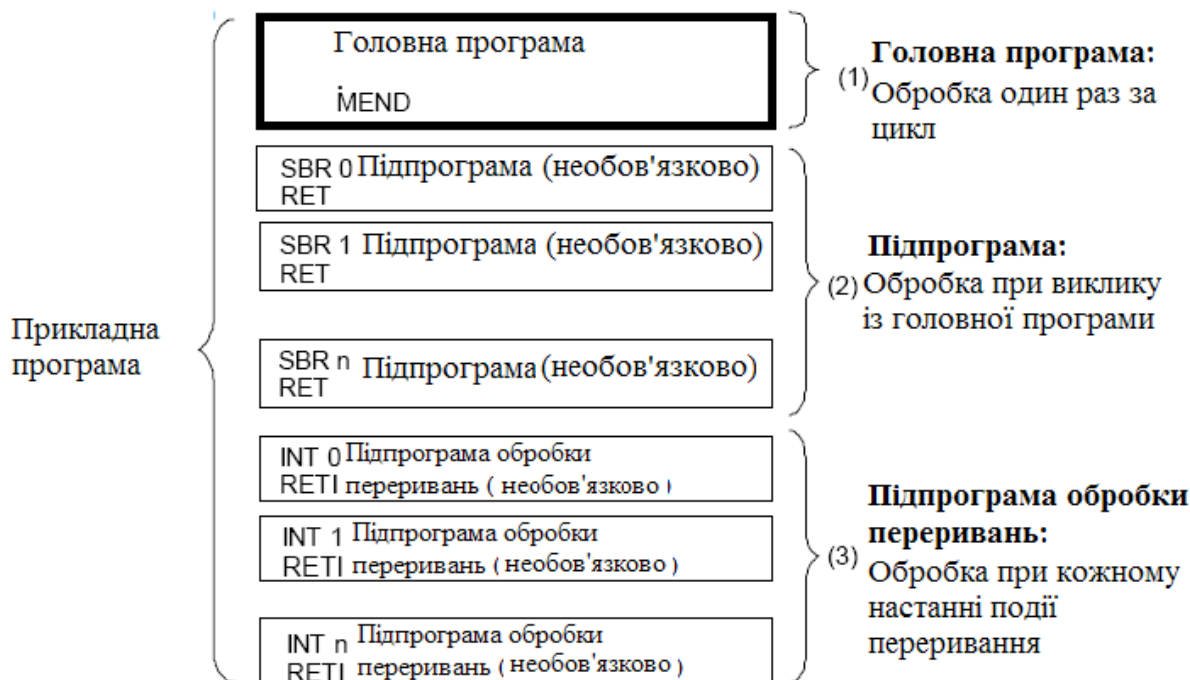 Прикладна
програма
Головна програма
MEND
(1) Головна програма:
Обробка один раз за
цикл
SBR 0 Підпрограма (необов'язково)
RET
SBR 1 Підпрограма (необов'язково)
RET
SBR n Підпрограма (необов'язково)
RET
(2) Підпрограма:
Обробка при виклику
із головної програми
INT 0 Підпрограма обробки
RETI переривань ( необов'язково )
INT 1 Підпрограма обробки
RETI переривань ( необов'язково )
INT n Підпрограма обробки
RETI переривань ( необов'язково )
(3) Підпрограма обробки
переривань:
Обробка при кожному
настанні події
переривання